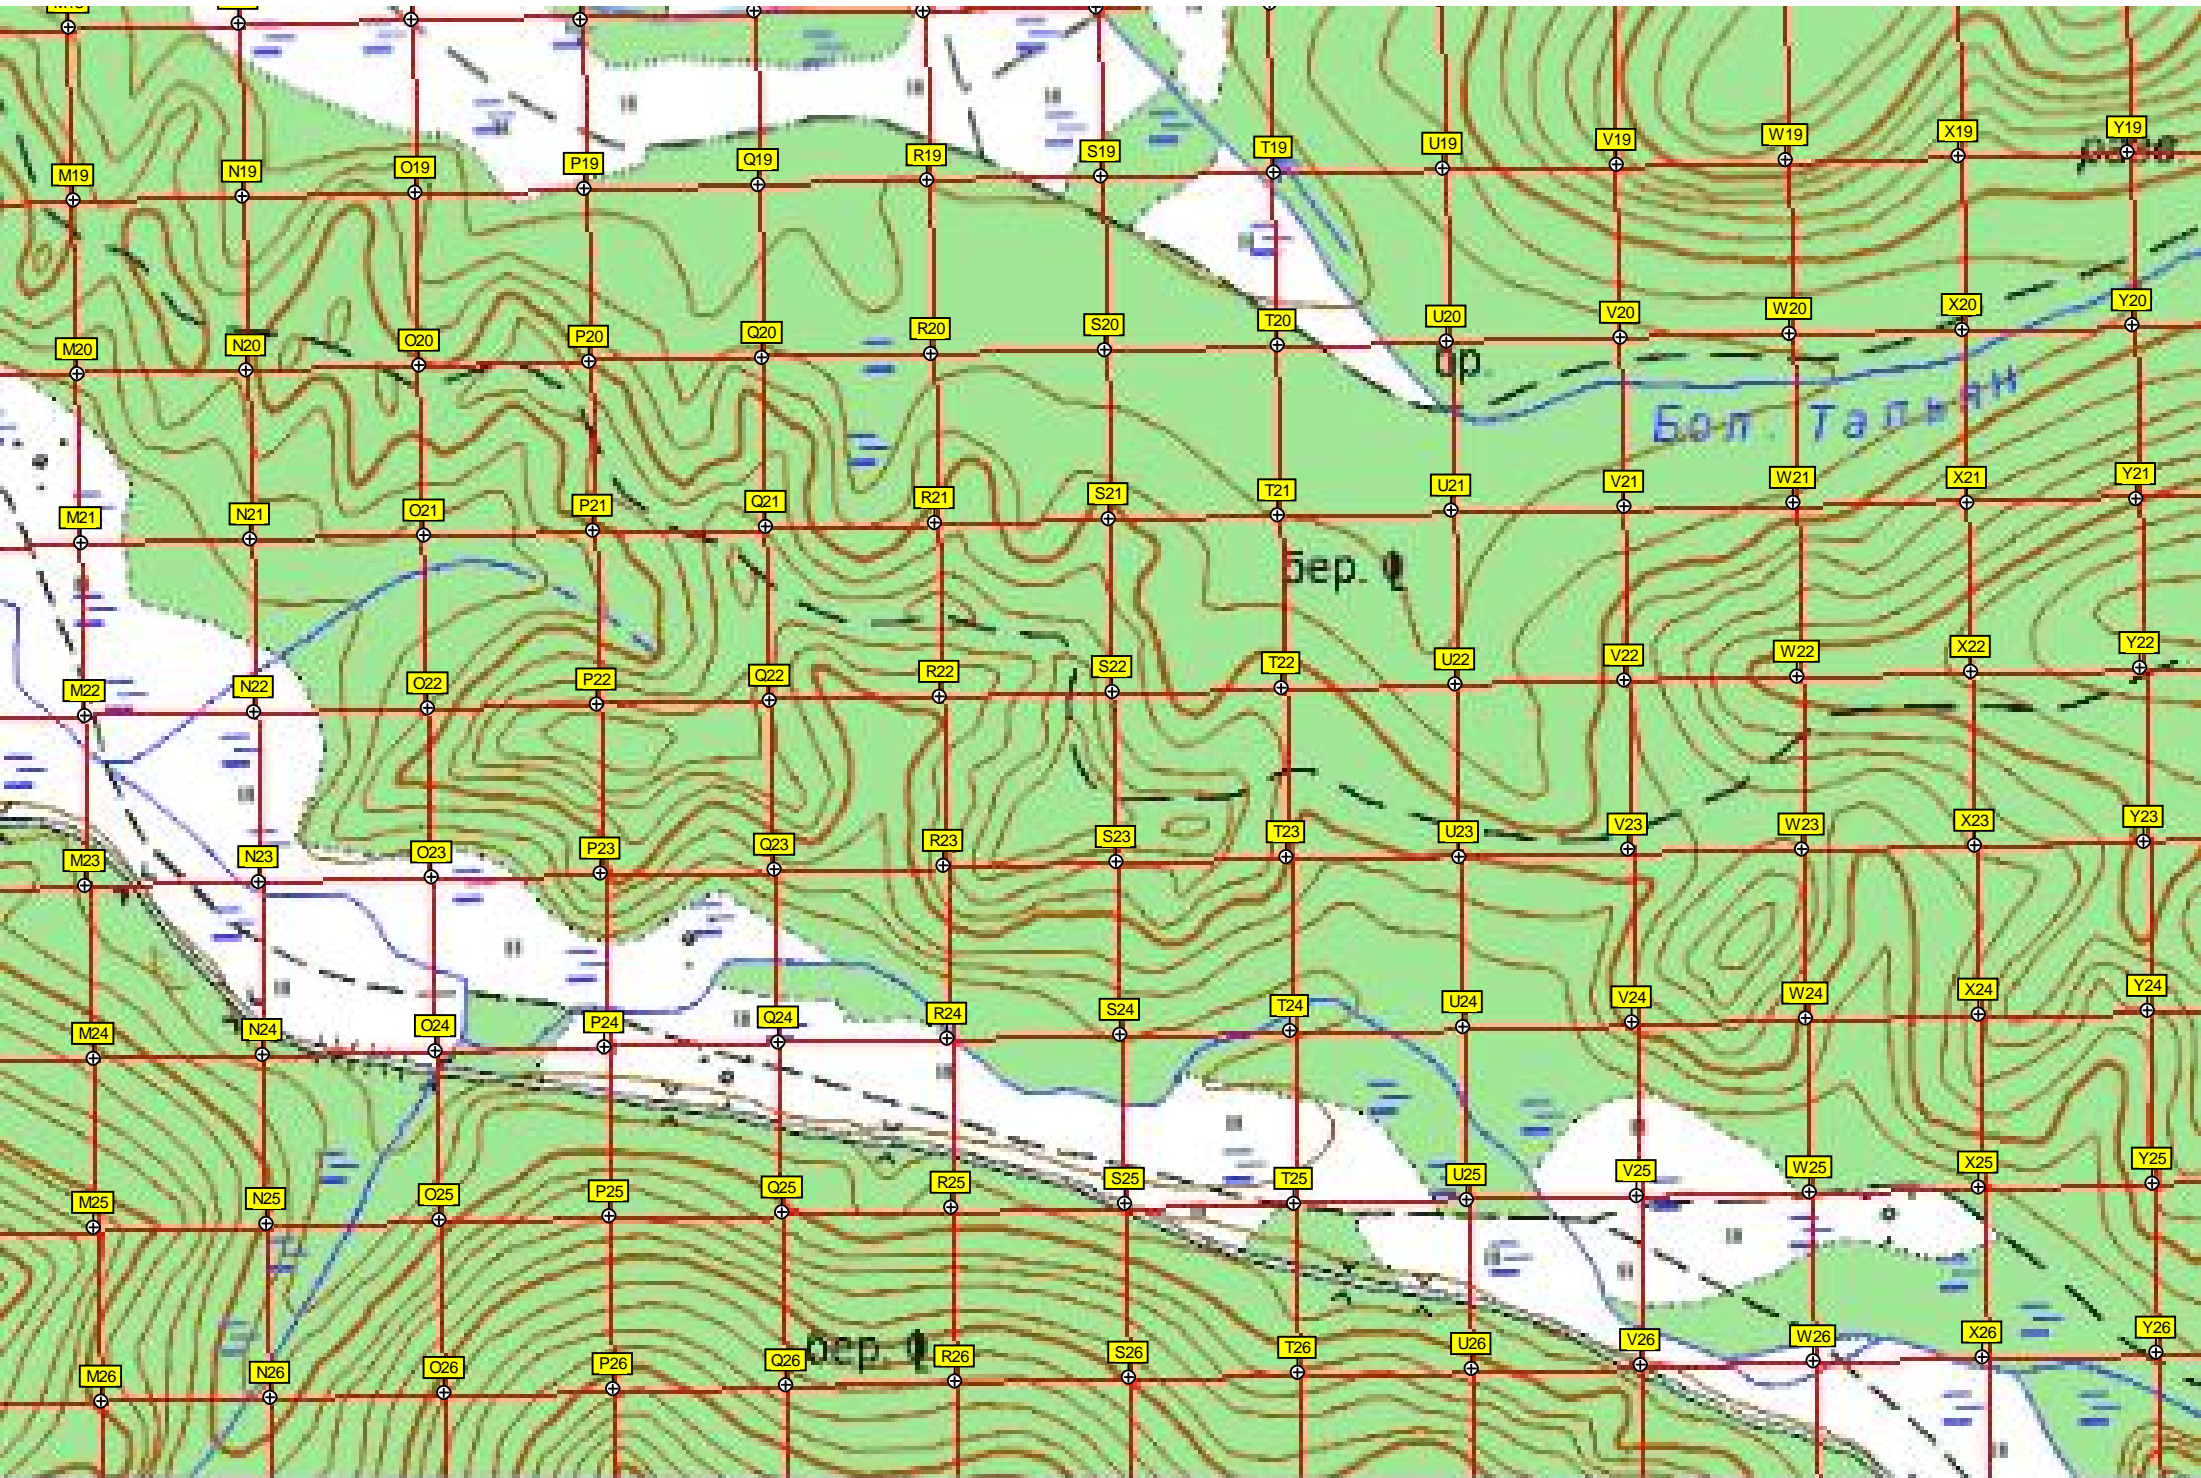 M19 N19 O19 P19 Q19 R19 S19 T19 U19 V19 W19 X19 Y19
M20 N20 O20 P20 Q20 R20 S20 T20 U20 V20 W20 X20 Y20
Бол. Тальян
M21 N21 O21 P21 Q21 R21 S21 T21 U21 V21 W21 X21 Y21
бер.
M22 N22 O22 P22 Q22 R22 S22 T22 U22 V22 W22 X22 Y22
M23 N23 O23 P23 Q23 R23 S23 T23 U23 V23 W23 X23 Y23
M24 N24 O24 P24 Q24 R24 S24 T24 U24 V24 W24 X24 Y24
M25 N25 O25 P25 Q25 R25 S25 T25 U25 V25 W25 X25 Y25
бер.
M26 N26 O26 P26 Q26 R26 S26 T26 U26 V26 W26 X26 Y26